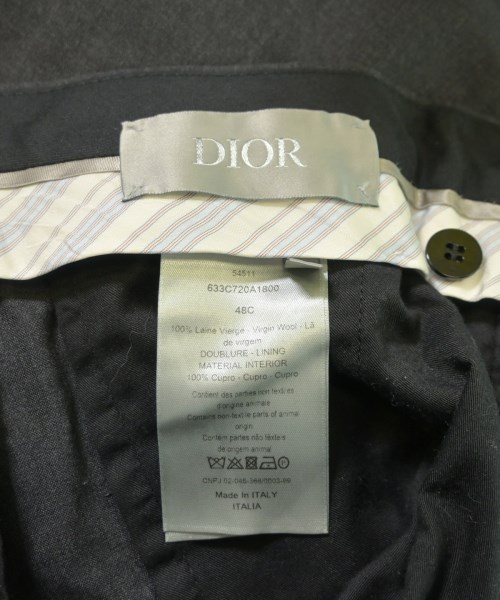 DIOR
54511
633C720A1800
48C
100% Laine Vierge - Virgin Wool - Lã
de virgem
DOUBLURE - LINING
MATERIAL INTERIOR
100% Cupro - Cupro - Cupro
Contient des parties non textiles
d'origine animale
Contains non-textile parts of animal
origin
Contém partes não têxteis
de origem animal
Made in ITALY
ITALIA